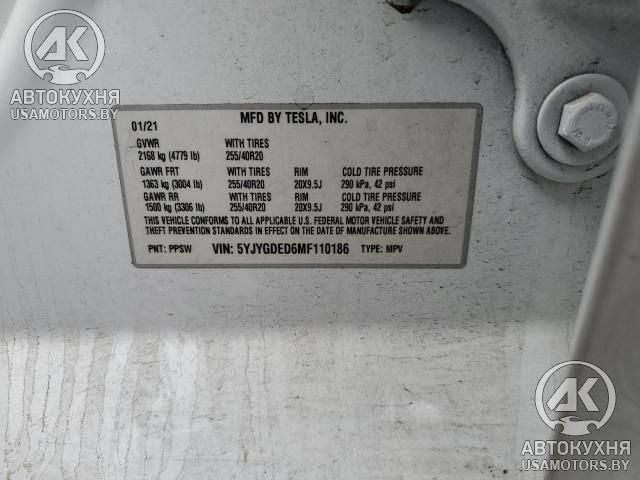 AK
АВТОКУХНЯ
USAMOTORS.BY
MFD BY TESLA, INC.
01/21
GVWR WITH TIRES
2168 kg (4779 lb) 255/40R20
GAWR FRT WITH TIRES RIM COLD TIRE PRESSURE
1363 kg (3004 lb) 255/40R20 20X9.5J 290 kPa, 42 psi
GAWR RR WITH TIRES RIM COLD TIRE PRESSURE
1500 kg (3306 lb) 255/40R20 20X9.5J 290 kPa, 42 psi
THIS VEHICLE CONFORMS TO ALL APPLICABLE U.S. FEDERAL MOTOR VEHICLE SAFETY AND
THEFT PREVENTION STANDARDS IN EFFECT ON THE DATE OF MANUFACTURE SHOWN ABOVE.
PNT: PPSW VIN: 5YJYGDED6MF110186 TYPE: MPV
AK
АВТОКУХНЯ
USAMOTORS.BY